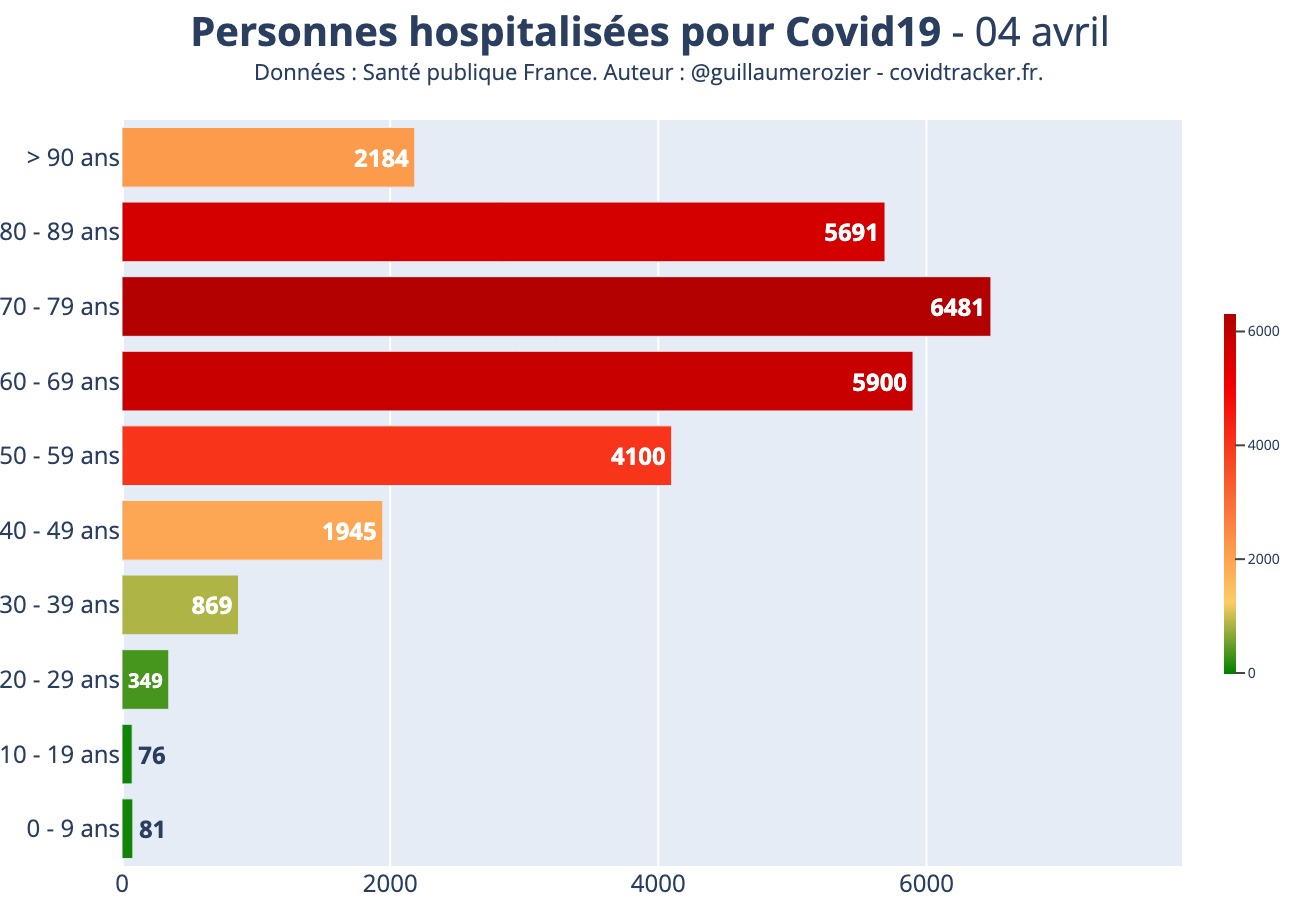 Personnes hospitalisées pour Covid19 - 04 avril
Données : Santé publique France. Auteur : @guillaumerozier - covidtracker.fr.
> 90 ans 2184
80 - 89 ans 5691
70 - 79 ans 6481
60 - 69 ans 5900
50 - 59 ans 4100
40 - 49 ans 1945
30 - 39 ans 869
20 - 29 ans 349
10 - 19 ans 76
0 - 9 ans 81
0 2000 4000 6000
6000
4000
2000
0